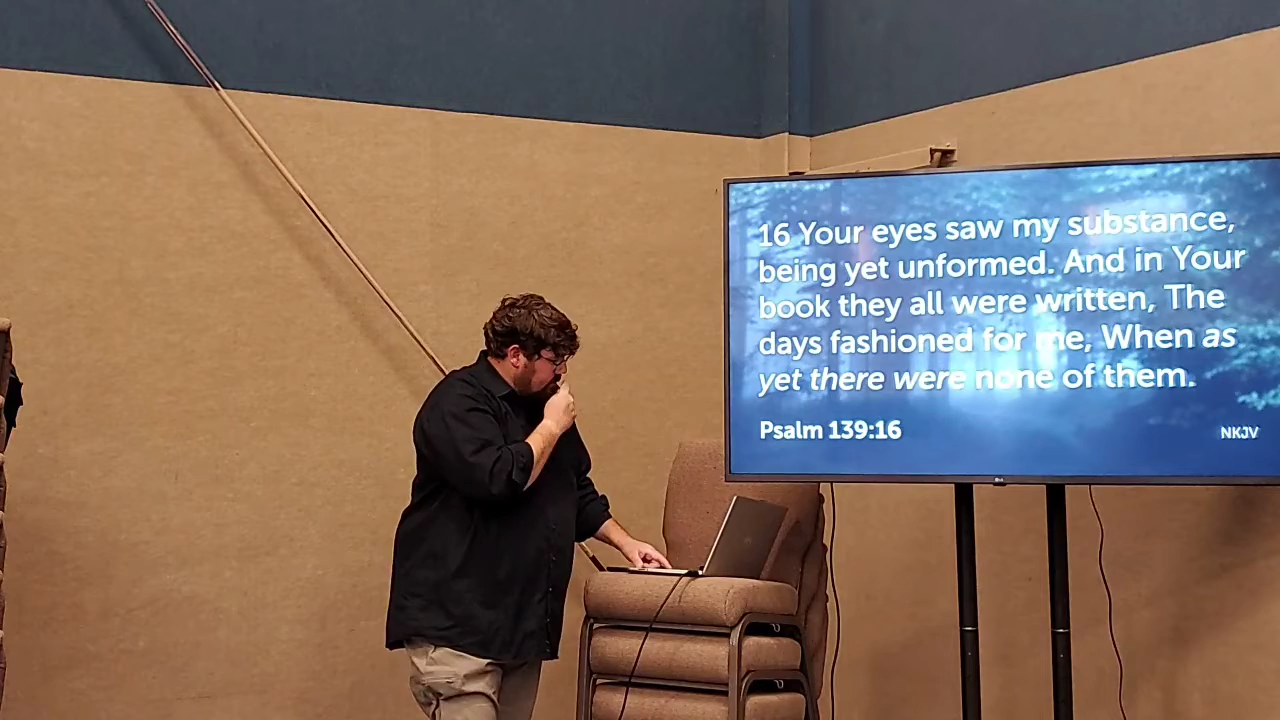 16 Your eyes saw my substance,
being yet unformed. And in Your
book they all were written, The
days fashioned for me, When as
yet there were none of them.
Psalm 139:16
NKJV
LG